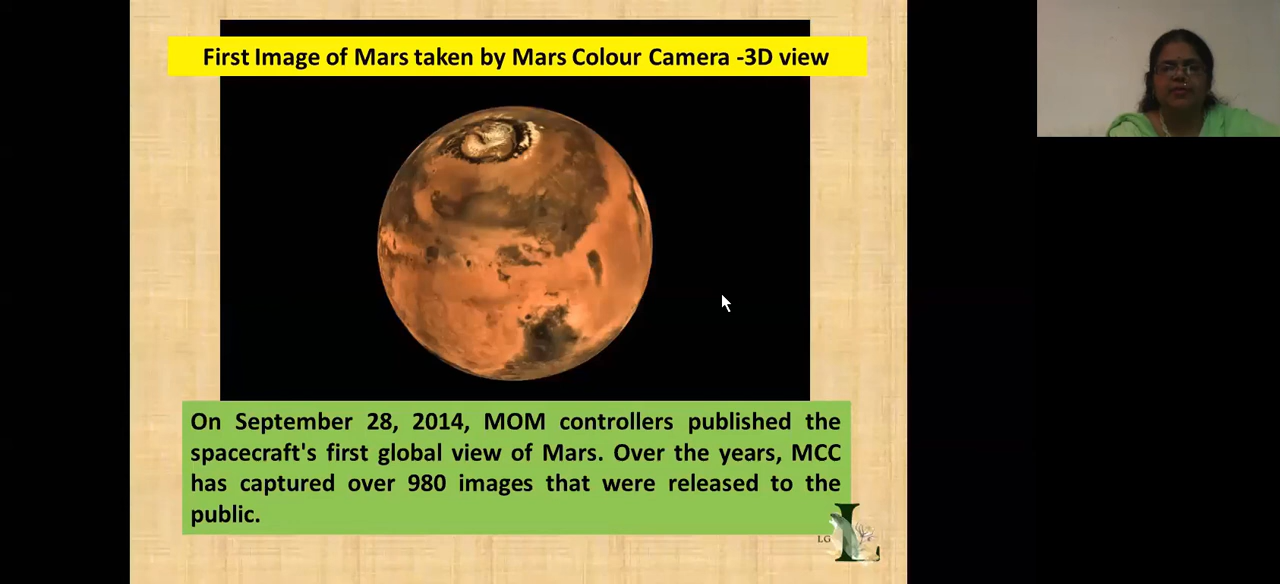 First Image of Mars taken by Mars Colour Camera -3D view
On September 28, 2014, MOM controllers published the
spacecraft's first global view of Mars. Over the years, MCC
has captured over 980 images that were released to the
public.
LG
L